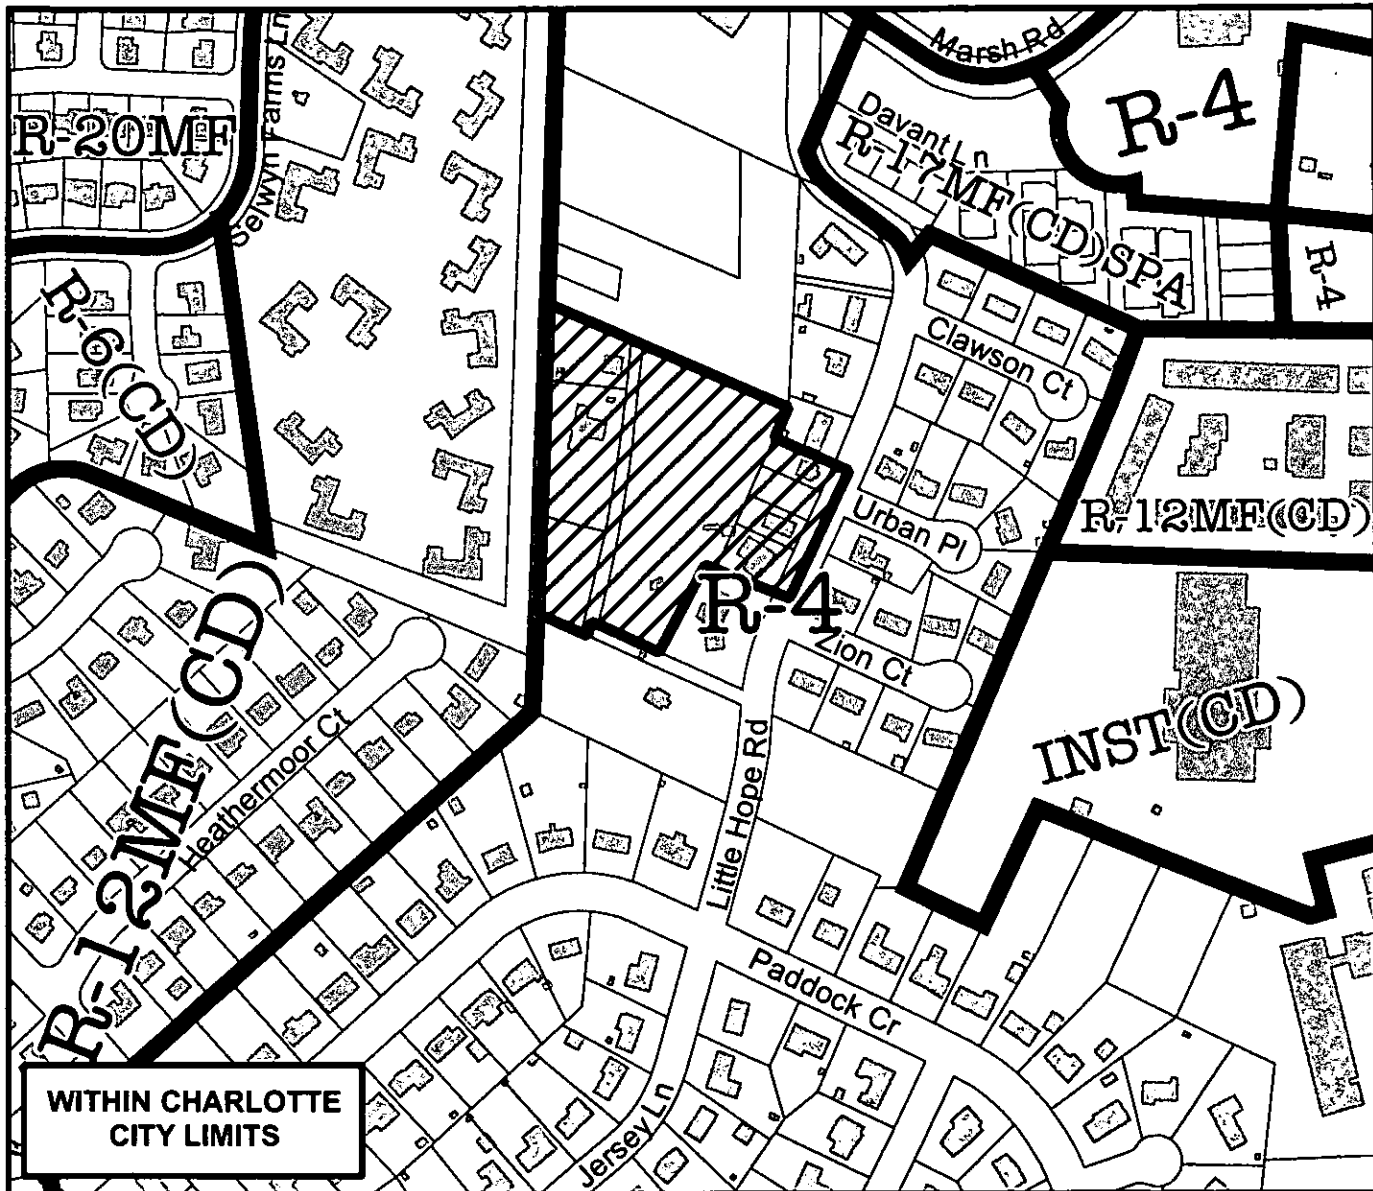 Marsh Rd
R-4
Selwyn Farms Ln
R-20MF
Davant Ln
R-17MF(CD)SPA
R-4
R-6(CD)
Clawson Ct
Urban Pl
R-12MF(CD)
R-4
Zion Ct
R-12MF(CD)
Heathermoor Ct
INST(CD)
Little Hope Rd
Paddock Cr
Jersey Ln
WITHIN CHARLOTTE
CITY LIMITS